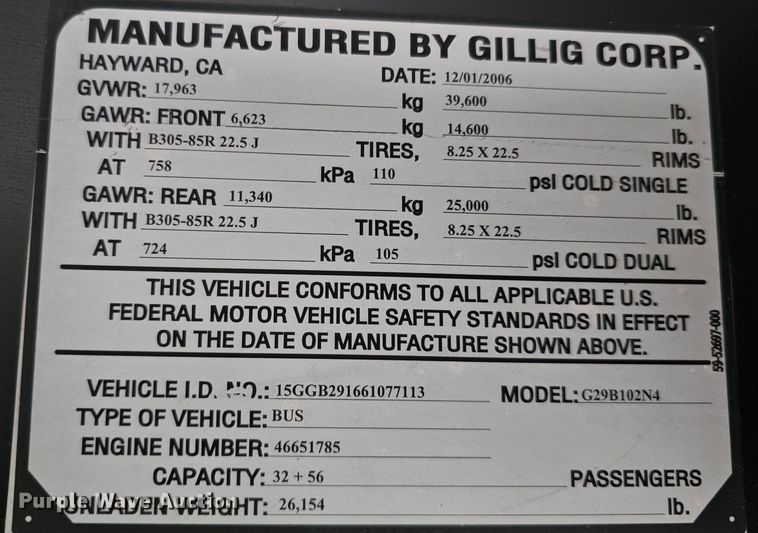 MANUFACTURED BY GILLIG CORP.
HAYWARD, CA DATE: 12/01/2006
GVWR: 17,963 kg 39,600 lb.
GAWR: FRONT 6,623 kg 14,600 lb.
WITH B305-85R 22.5 J TIRES, 8.25 X 22.5 RIMS
AT 758 kPa 110 psi COLD SINGLE
GAWR: REAR 11,340 kg 25,000 lb.
WITH B305-85R 22.5 J TIRES, 8.25 X 22.5 RIMS
AT 724 kPa 105 psi COLD DUAL
THIS VEHICLE CONFORMS TO ALL APPLICABLE U.S.
FEDERAL MOTOR VEHICLE SAFETY STANDARDS IN EFFECT
ON THE DATE OF MANUFACTURE SHOWN ABOVE.
59-52697-000
VEHICLE I.D. NO.: 15GGB291661077113 MODEL: G29B102N4
TYPE OF VEHICLE: BUS
ENGINE NUMBER: 46651785
CAPACITY: 32 + 56 PASSENGERS
UNLADEN WEIGHT: 26,154 lb.
Purple Wave Auction